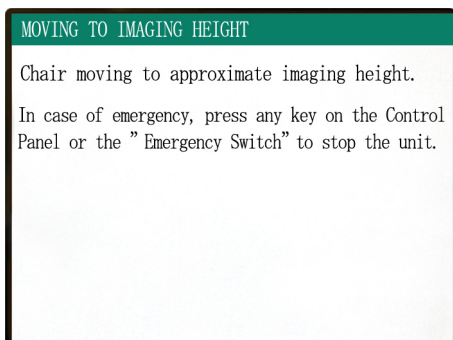 MOVING TO IMAGING HEIGHT
Chair moving to approximate imaging height.
In case of emergency, press any key on the Control
Panel or the ” Emergency Switch” to stop the unit.